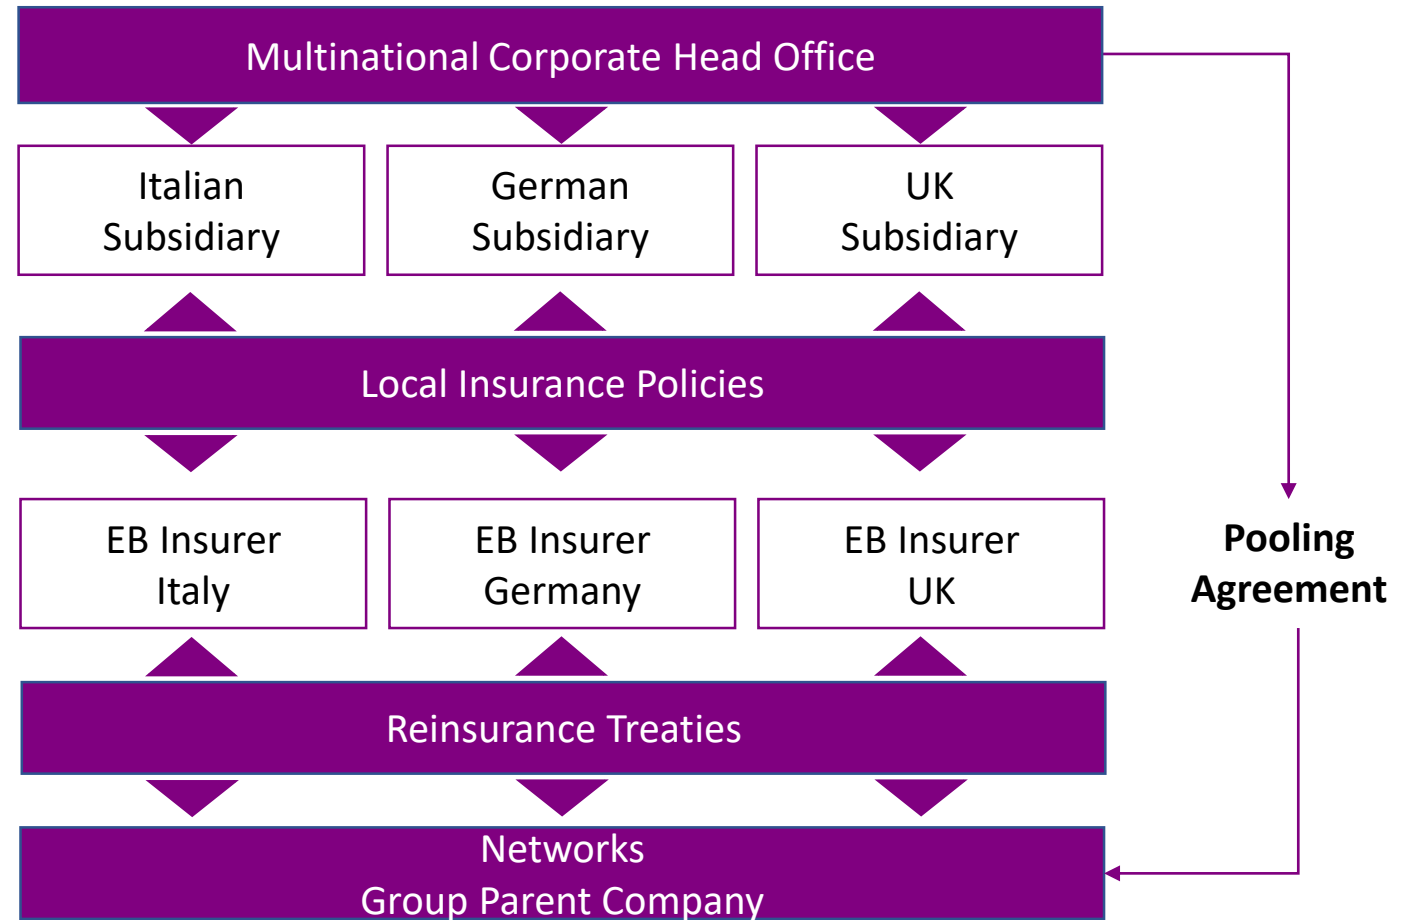 Multinational Corporate Head Office
Italian
Subsidiary
German
Subsidiary
UK
Subsidiary
Local Insurance Policies
EB Insurer
Italy
EB Insurer
Germany
EB Insurer
UK
Pooling
Agreement
Reinsurance Treaties
Networks
Group Parent Company